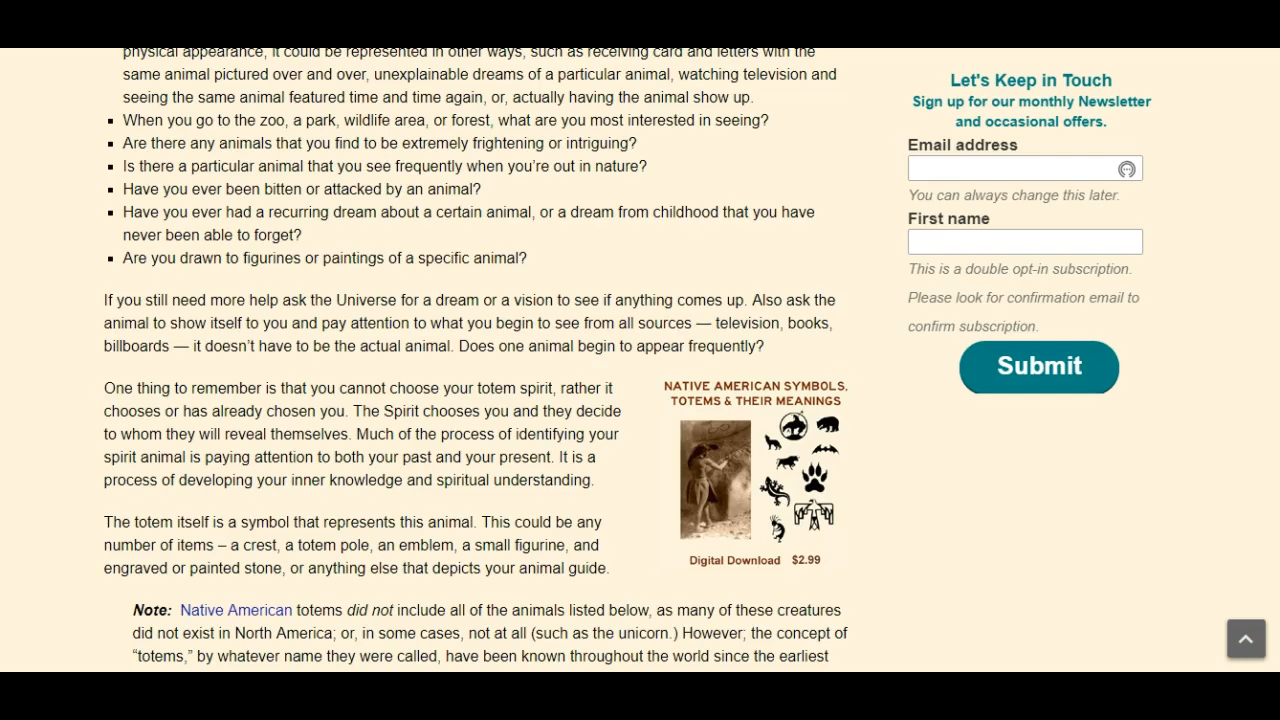 physical appearance, it could be represented in other ways, such as receiving card and letters with the
same animal pictured over and over, unexplainable dreams of a particular animal, watching television and
seeing the same animal featured time and time again, or, actually having the animal show up.
▪ When you go to the zoo, a park, wildlife area, or forest, what are you most interested in seeing?
▪ Are there any animals that you find to be extremely frightening or intriguing?
▪ Is there a particular animal that you see frequently when you’re out in nature?
▪ Have you ever been bitten or attacked by an animal?
▪ Have you ever had a recurring dream about a certain animal, or a dream from childhood that you have
never been able to forget?
▪ Are you drawn to figurines or paintings of a specific animal?
If you still need more help ask the Universe for a dream or a vision to see if anything comes up. Also ask the
animal to show itself to you and pay attention to what you begin to see from all sources — television, books,
billboards — it doesn’t have to be the actual animal. Does one animal begin to appear frequently?
One thing to remember is that you cannot choose your totem spirit, rather it
chooses or has already chosen you. The Spirit chooses you and they decide
to whom they will reveal themselves. Much of the process of identifying your
spirit animal is paying attention to both your past and your present. It is a
process of developing your inner knowledge and spiritual understanding.
The totem itself is a symbol that represents this animal. This could be any
number of items – a crest, a totem pole, an emblem, a small figurine, and
engraved or painted stone, or anything else that depicts your animal guide.
NATIVE AMERICAN SYMBOLS,
TOTEMS & THEIR MEANINGS
Digital Download $2.99
Note: Native American totems did not include all of the animals listed below, as many of these creatures
did not exist in North America; or, in some cases, not at all (such as the unicorn.) However; the concept of
“totems,” by whatever name they were called, have been known throughout the world since the earliest
Let's Keep in Touch
Sign up for our monthly Newsletter
and occasional offers.
Email address
You can always change this later.
First name
This is a double opt-in subscription.
Please look for confirmation email to
confirm subscription.
Submit